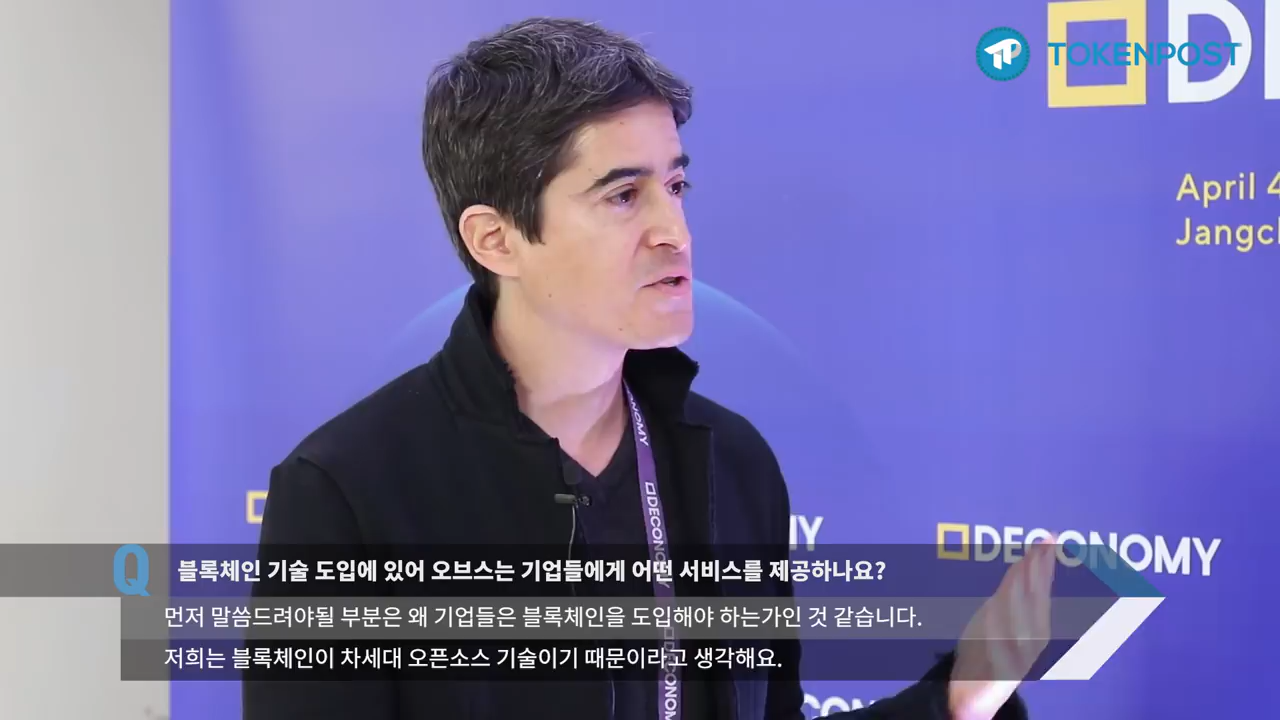 TOKENPOST
April 4
DECONOMY
블록체인 기술 도입에 있어 오브스는 기업들에게 어떤 서비스를 제공하나요?
먼저 말씀드려야될 부분은 왜 기업들은 블록체인을 도입해야 하는가인 것 같습니다.
저희는 블록체인이 차세대 오픈소스 기술이기 때문이라고 생각해요.